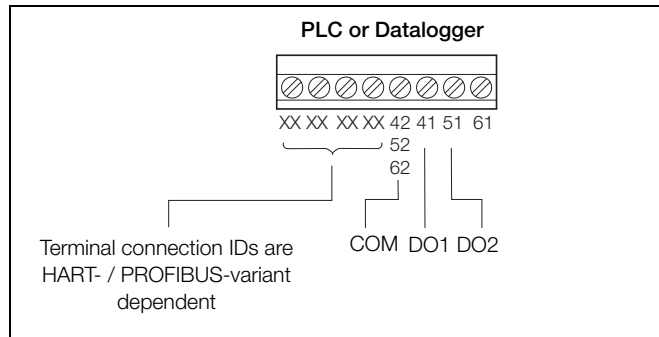 PLC or Datalogger
XX XX XX XX 42 41 51 61
52
62
COM DO1 DO2
Terminal connection IDs are
HART- / PROFIBUS-variant
dependent